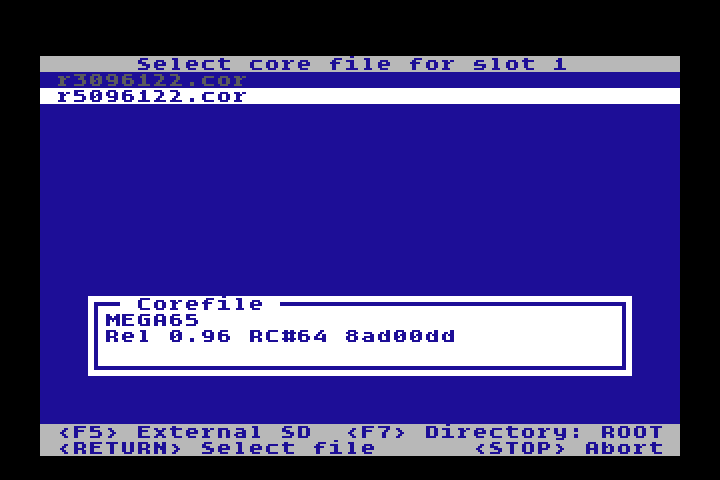 Select core file for slot 1
r3096122.cor
r5096122.cor
Corefile
MEGA65
Rel 0.96 RC#64 8ad00dd
<F5> External SD <F7> Directory: ROOT
<RETURN> Select file <STOP> Abort